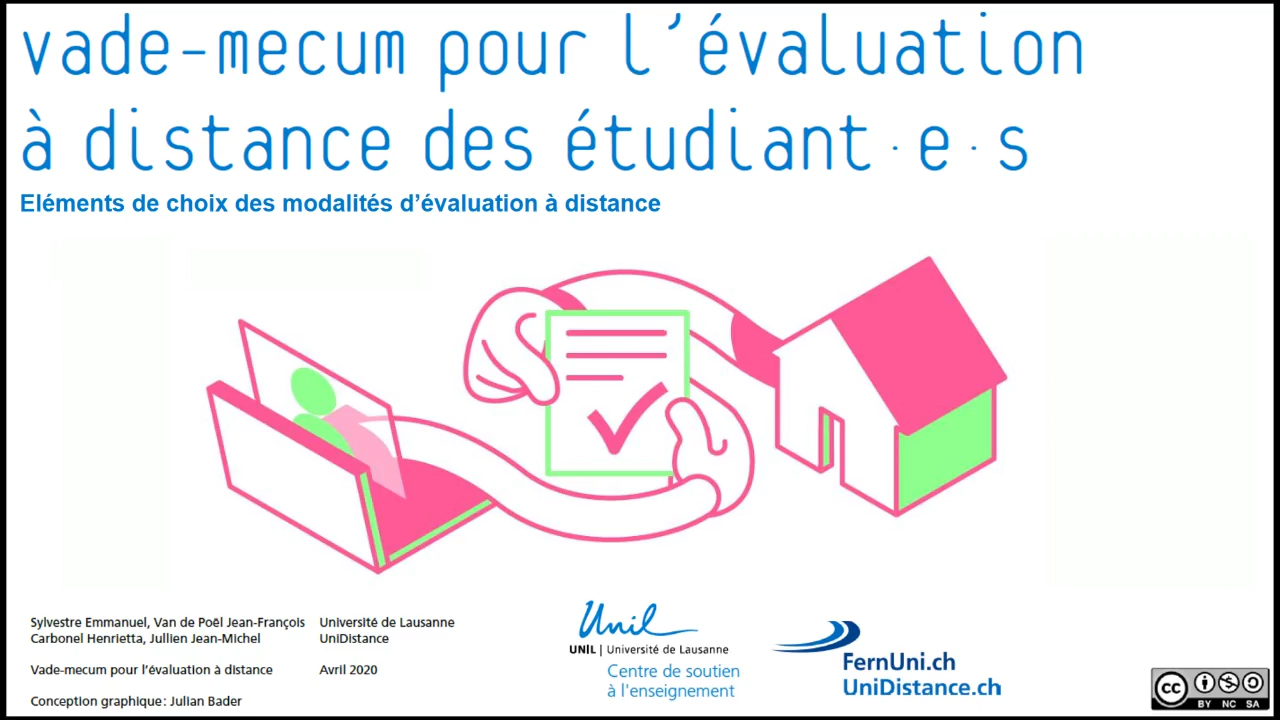 vade-mecum pour l'évaluation
à distance des étudiant·e·s
Eléments de choix des modalités d'évaluation à distance
Sylvestre Emmanuel, Van de Poël Jean-François Université de Lausanne
Carbonel Henrietta, Jullien Jean-Michel UniDistance
Vade-mecum pour l'évaluation à distance Avril 2020
Conception graphique: Julian Bader
Unil
UNIL | Université de Lausanne
Centre de soutien
à l'enseignement
FernUni.ch
UniDistance.ch
cc
BY NC SA